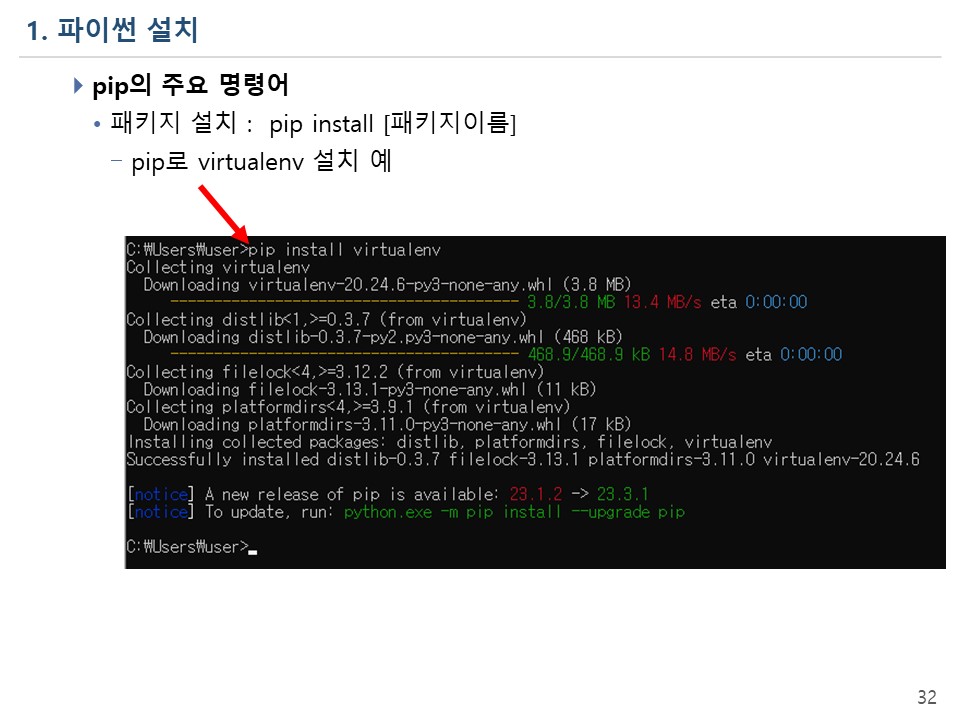 1. 파이썬 설치
pip의 주요 명령어
• 패키지 설치 : pip install [패키지이름]
− pip로 virtualenv 설치 예
C:₩Users₩user>pip install virtualenv
Collecting virtualenv
Downloading virtualenv-20.24.6-py3-none-any.whl (3.8 MB)
---------------------------------------- 3.8/3.8 MB 13.4 MB/s eta 0:00:00
Collecting distlib<1,>=0.3.7 (from virtualenv)
Downloading distlib-0.3.7-py2.py3-none-any.whl (468 kB)
---------------------------------------- 468.9/468.9 kB 14.8 MB/s eta 0:00:00
Collecting filelock<4,>=3.12.2 (from virtualenv)
Downloading filelock-3.13.1-py3-none-any.whl (11 kB)
Collecting platformdirs<4,>=3.9.1 (from virtualenv)
Downloading platformdirs-3.11.0-py3-none-any.whl (17 kB)
Installing collected packages: distlib, platformdirs, filelock, virtualenv
Successfully installed distlib-0.3.7 filelock-3.13.1 platformdirs-3.11.0 virtualenv-20.24.6
[notice] A new release of pip is available: 23.1.2 -> 23.3.1
[notice] To update, run: python.exe -m pip install --upgrade pip
C:₩Users₩user>_
32